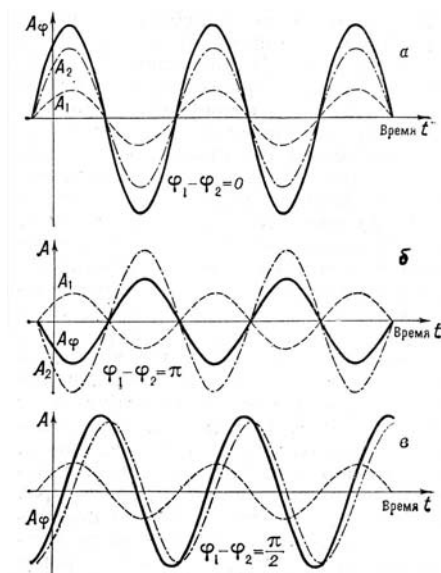 Aφ
а
A₂
A₁
Время t
φ₁−φ₂=0
A
б
A₁
Время t
Aφ
A₂
φ₁−φ₂=π
A
в
Время t
Aφ
φ₁−φ₂=π/2